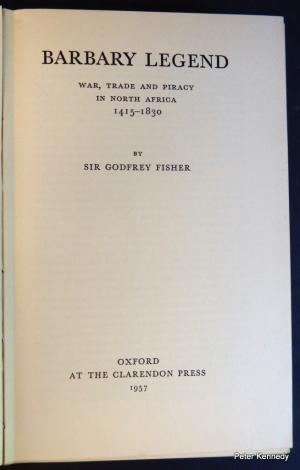 BARBARY LEGEND
WAR, TRADE AND PIRACY
IN NORTH AFRICA
1415–1830
BY
SIR GODFREY FISHER
OXFORD
AT THE CLARENDON PRESS
1957
Peter Kennedy